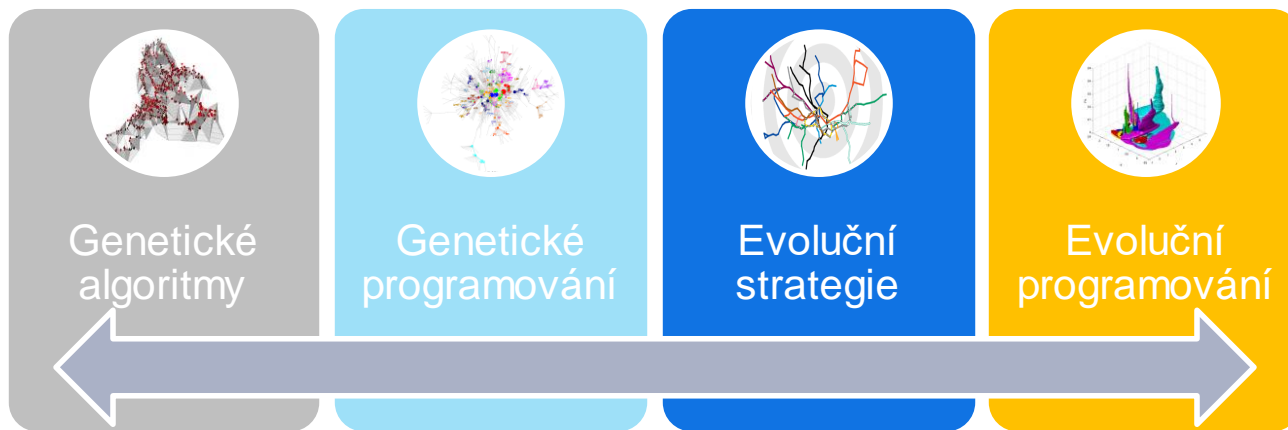 Genetické
algoritmy
Genetické
programování
Evoluční
strategie
Evoluční
programování